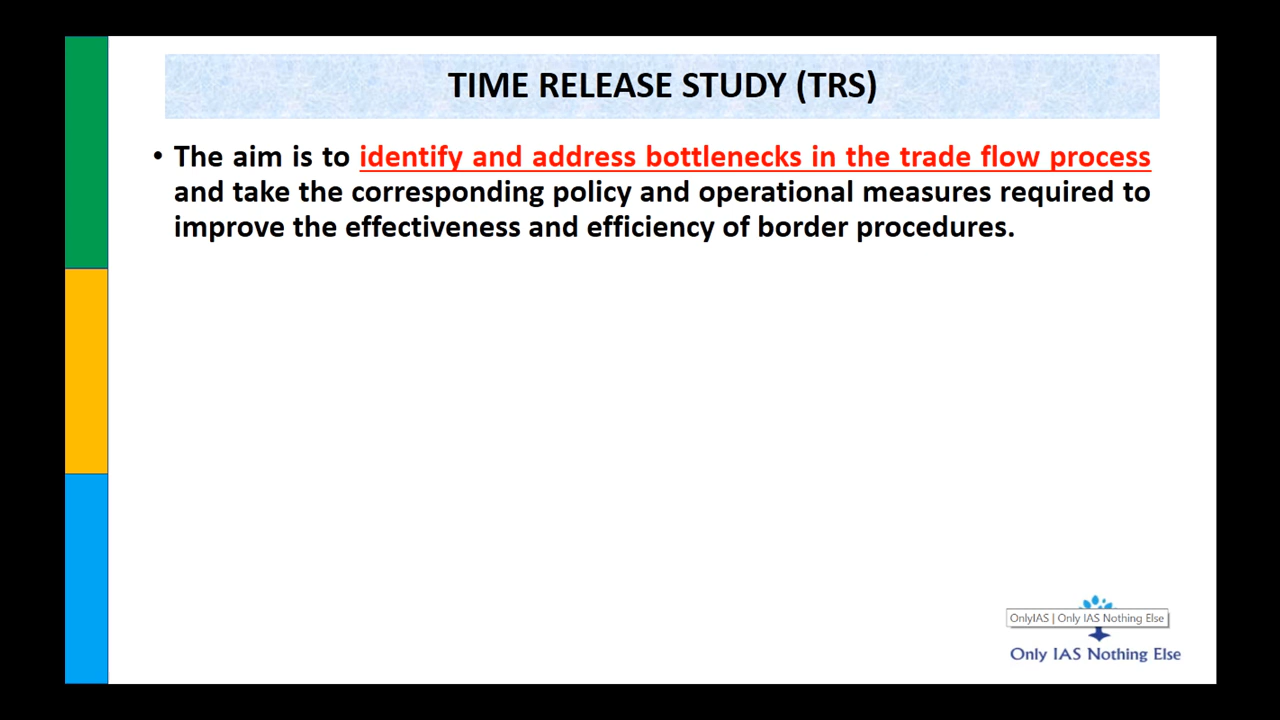 TIME RELEASE STUDY (TRS)
• The aim is to identify and address bottlenecks in the trade flow process
and take the corresponding policy and operational measures required to
improve the effectiveness and efficiency of border procedures.
OnlyIAS | Only IAS Nothing Else
Only IAS Nothing Else